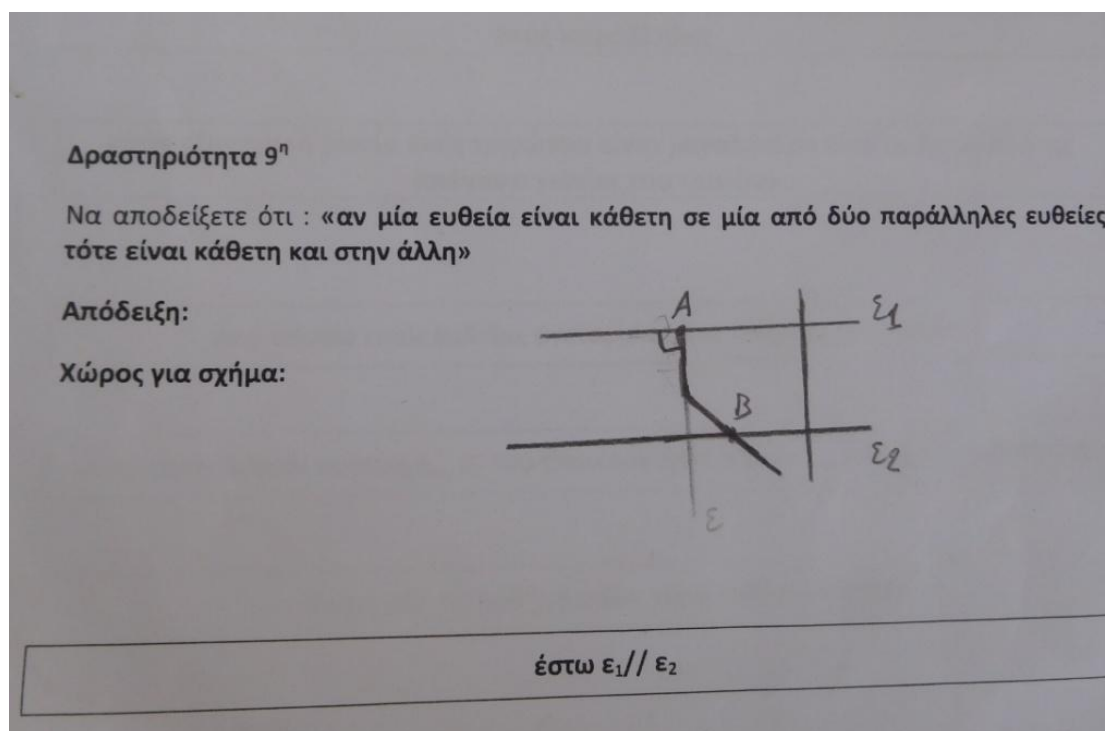 Δραστηριότητα 9η
Να αποδείξετε ότι : «αν μία ευθεία είναι κάθετη σε μία από δύο παράλληλες ευθείες
τότε είναι κάθετη και στην άλλη»
Απόδειξη:
Χώρος για σχήμα:
A
ε1
B
ε2
ε
έστω ε₁// ε₂